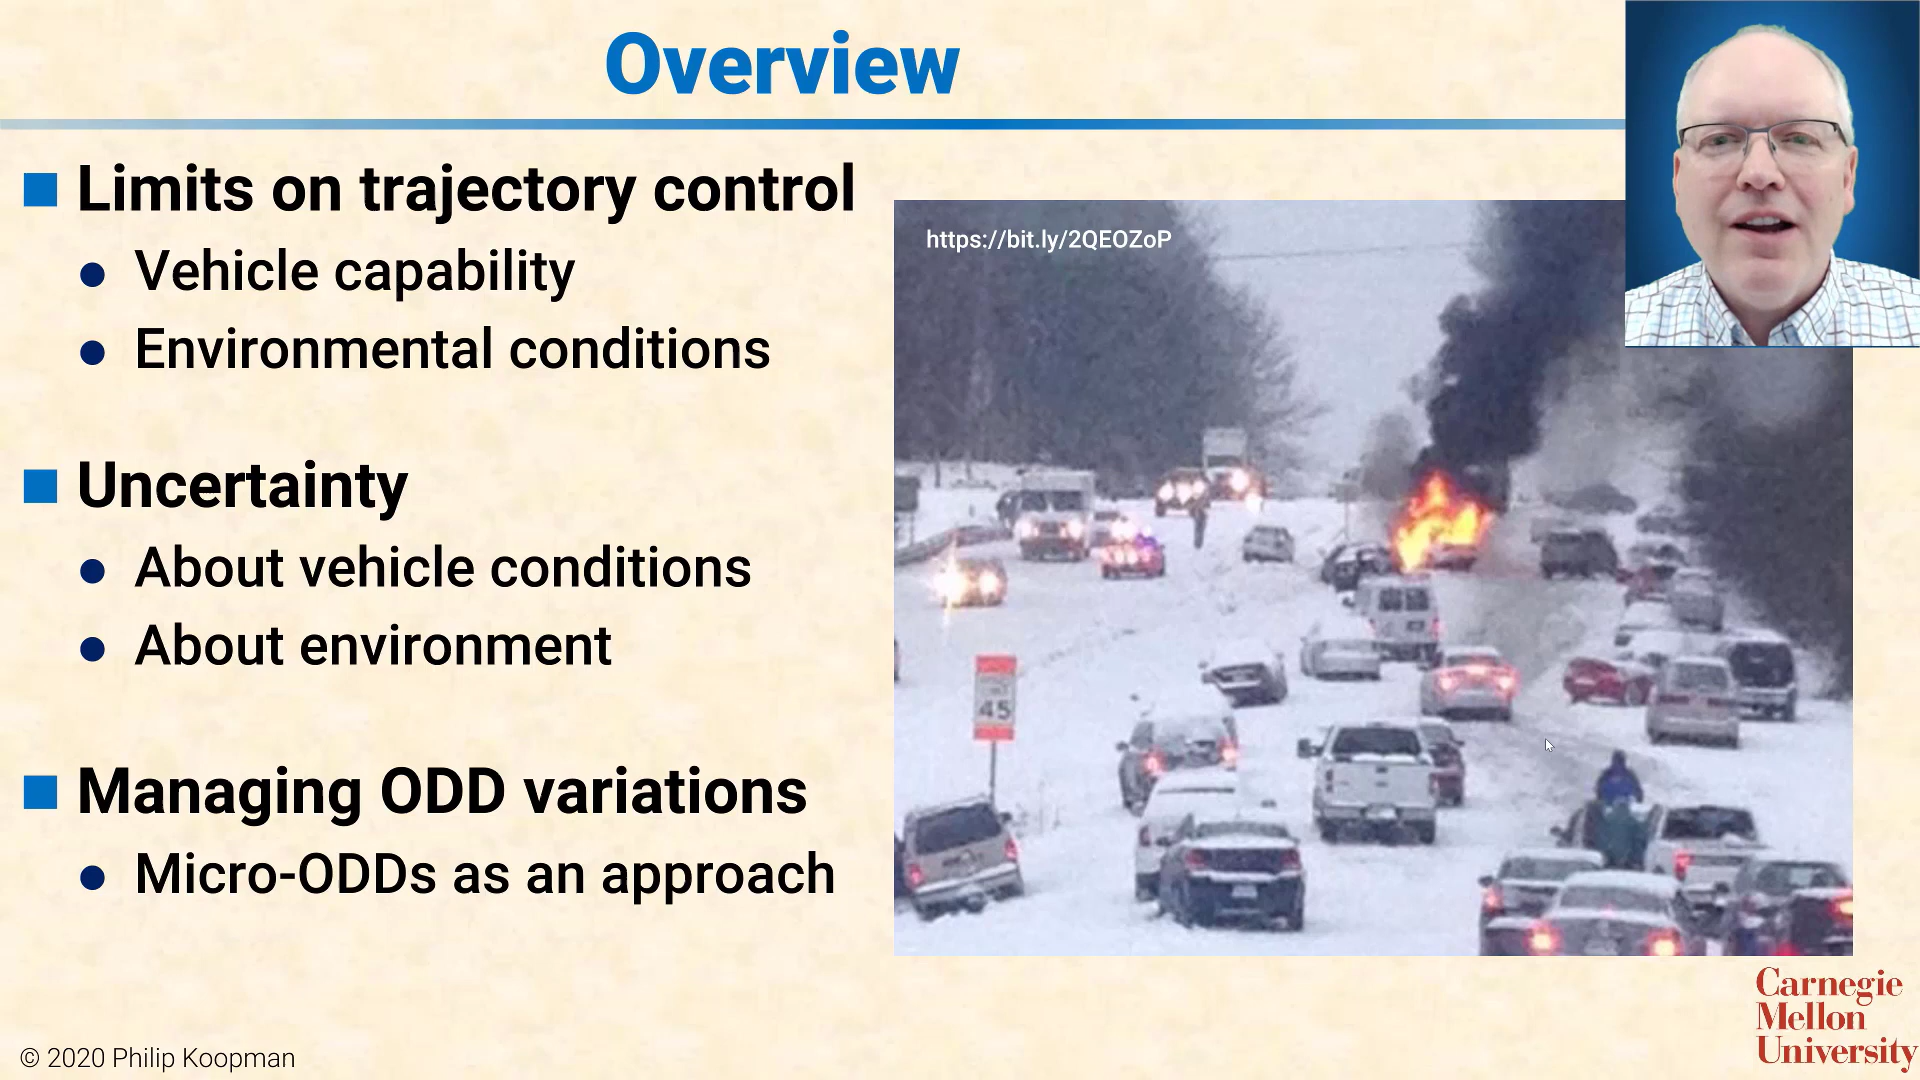 Overview
Limits on trajectory control
Vehicle capability
Environmental conditions
Uncertainty
About vehicle conditions
About environment
Managing ODD variations
Micro-ODDs as an approach
https://bit.ly/2QEOZoP
45
© 2020 Philip Koopman
Carnegie
Mellon
University